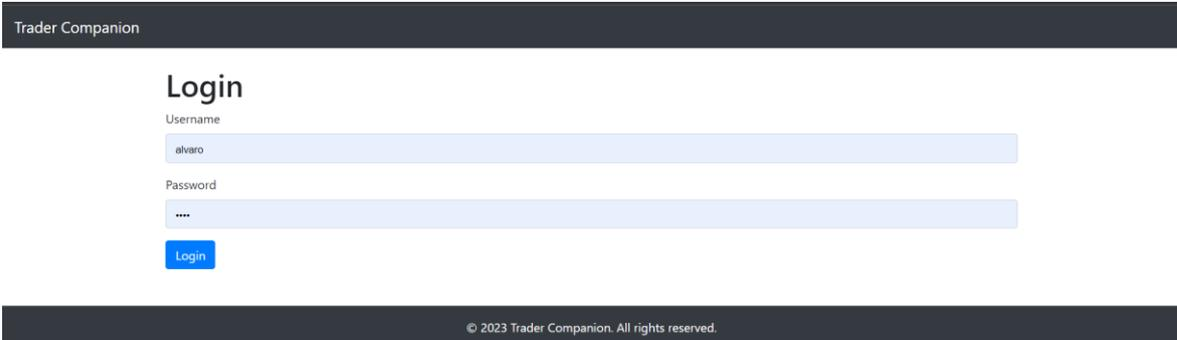 Trader Companion
Login
Username
alvaro
Password
••••
Login
© 2023 Trader Companion. All rights reserved.